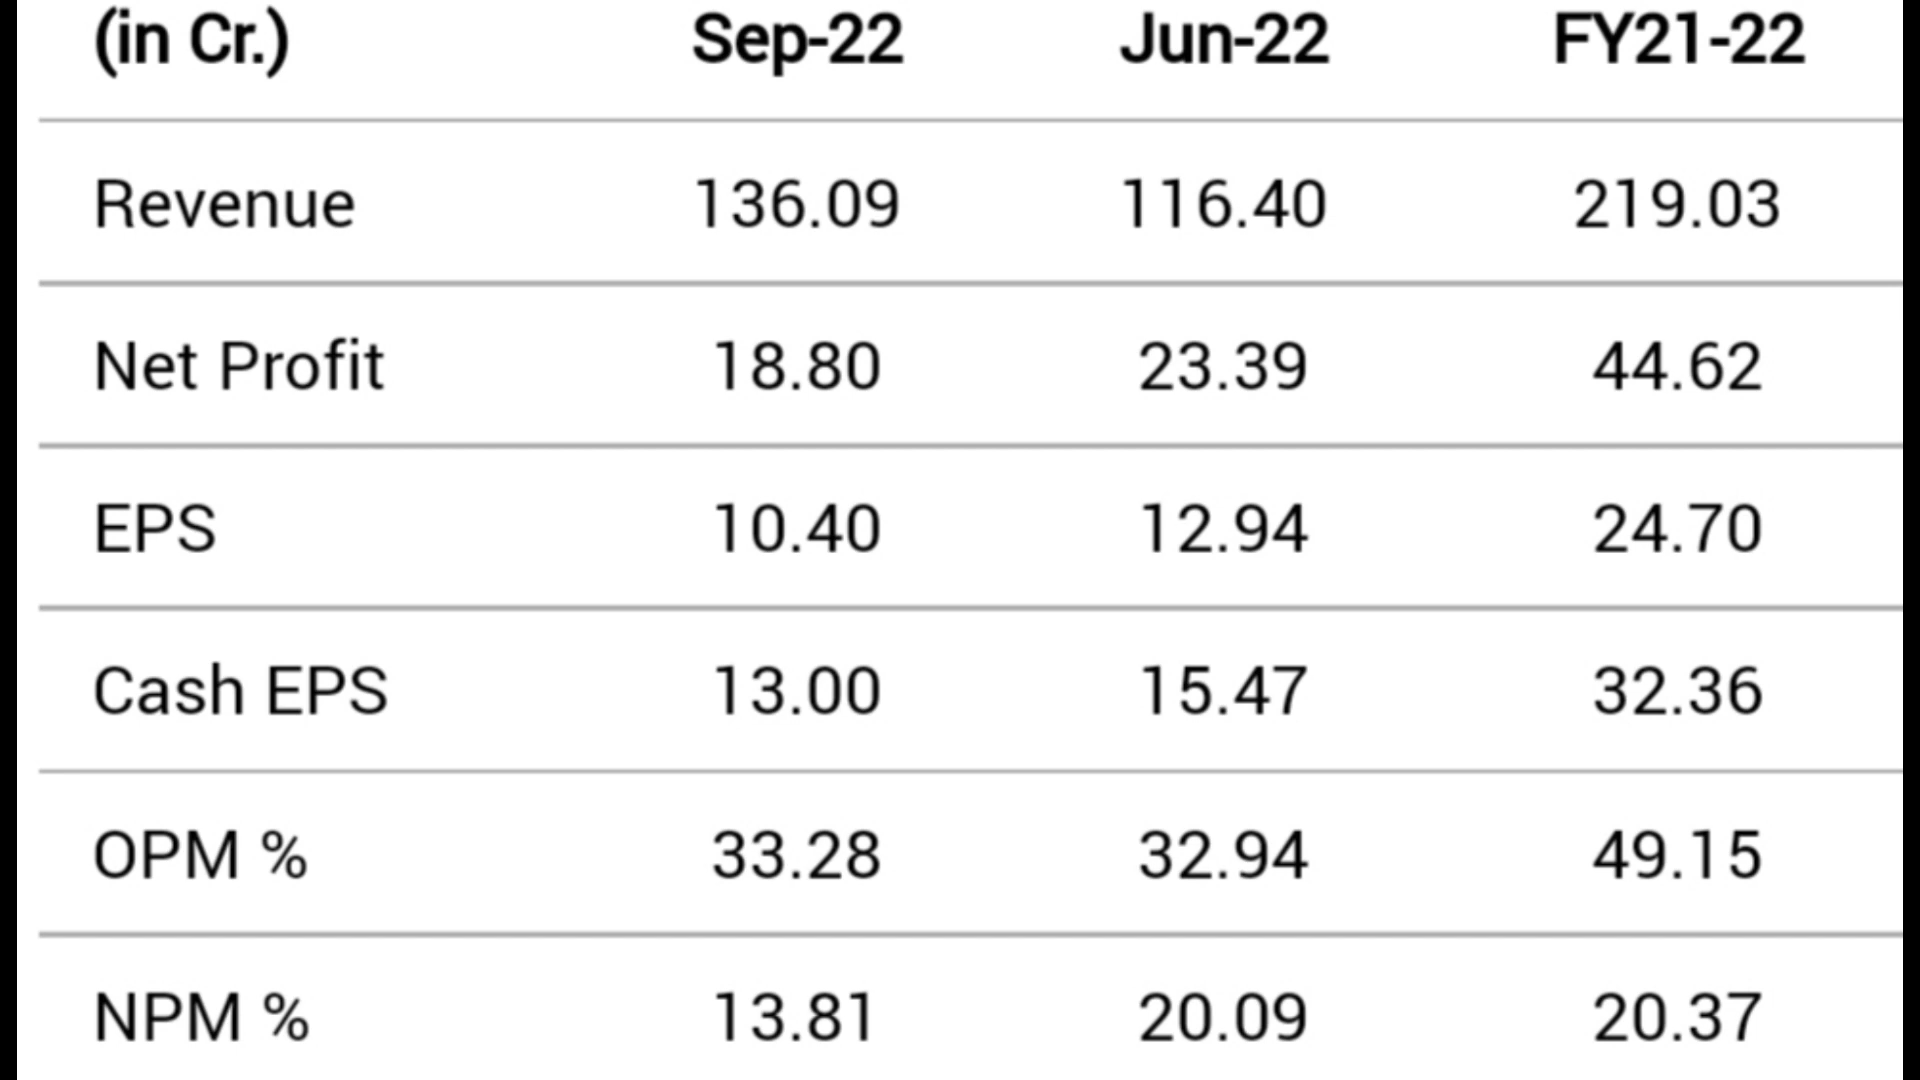 (in Cr.) Sep-22 Jun-22 FY21-22
Revenue 136.09 116.40 219.03
Net Profit 18.80 23.39 44.62
EPS 10.40 12.94 24.70
Cash EPS 13.00 15.47 32.36
OPM % 33.28 32.94 49.15
NPM % 13.81 20.09 20.37